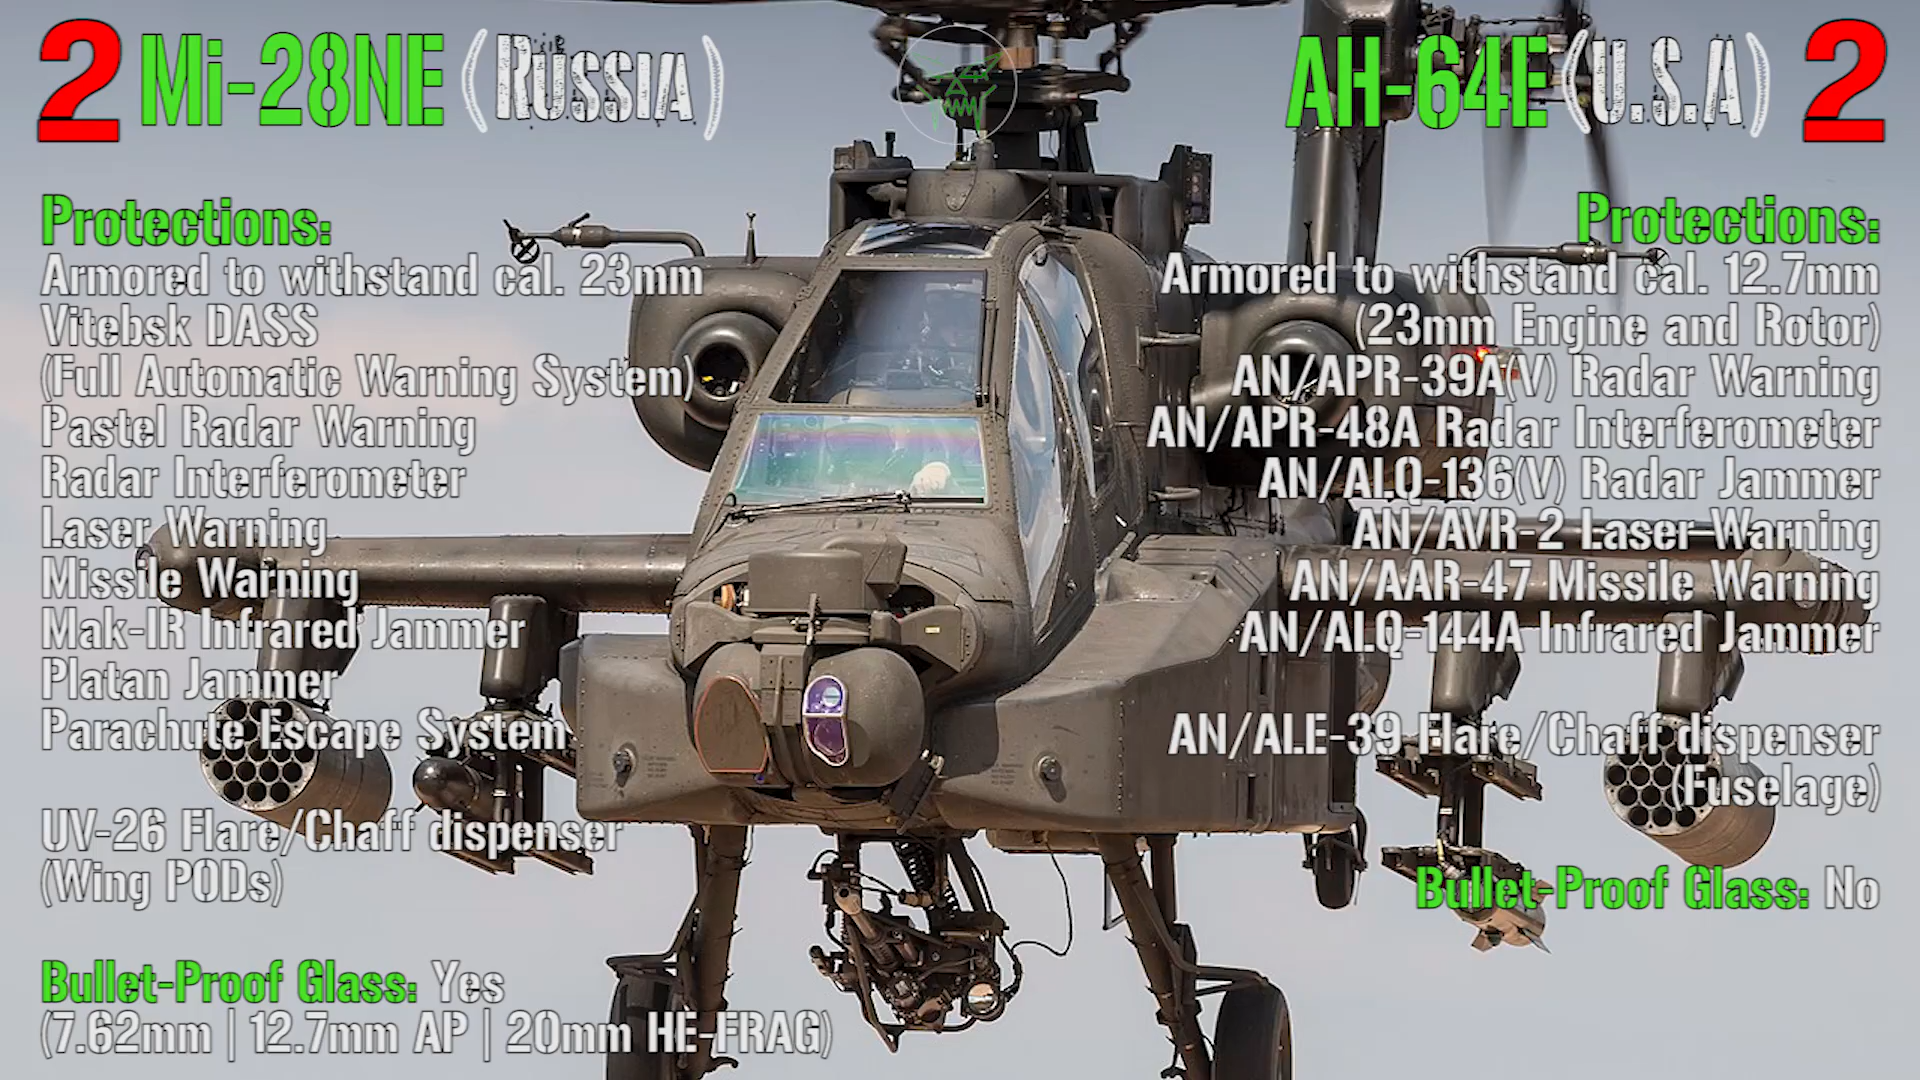 2 Mi-28NE (Russia)
AH-64E (U.S.A) 2
Protections:
Armored to withstand cal. 23mm
Vitebsk DASS
(Full Automatic Warning System)
Pastel Radar Warning
Radar Interferometer
Laser Warning
Missile Warning
Mak-IR Infrared Jammer
Platan Jammer
Parachute Escape System
UV-26 Flare/Chaff dispenser
(Wing PODs)
Bullet-Proof Glass: Yes
(7.62mm | 12.7mm AP | 20mm HE-FRAG)
Protections:
Armored to withstand cal. 12.7mm
(23mm Engine and Rotor)
AN/APR-39A(V) Radar Warning
AN/APR-48A Radar Interferometer
AN/ALQ-136(V) Radar Jammer
AN/AVR-2 Laser Warning
AN/AAR-47 Missile Warning
AN/ALQ-144A Infrared Jammer
AN/ALE-39 Flare/Chaff dispenser
(Fuselage)
Bullet-Proof Glass: No